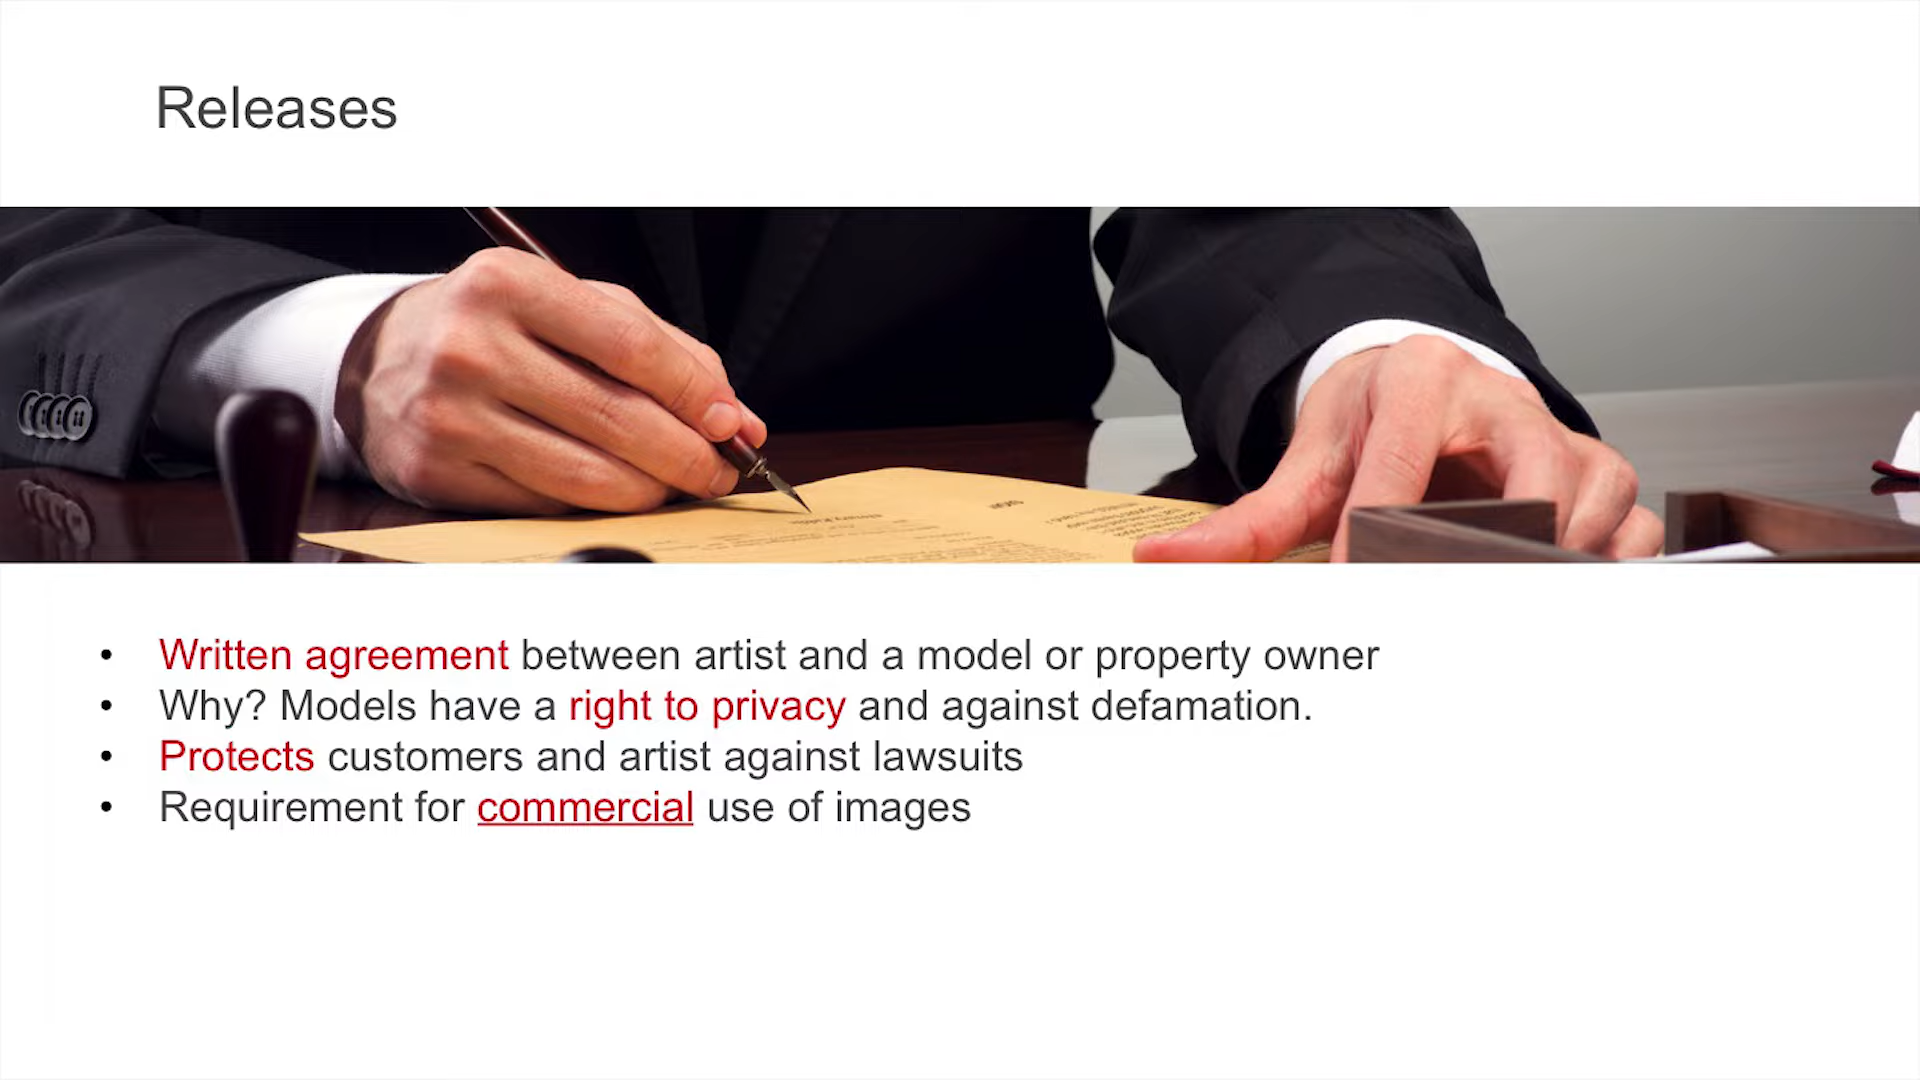 Releases
• Written agreement between artist and a model or property owner
• Why? Models have a right to privacy and against defamation.
• Protects customers and artist against lawsuits
• Requirement for commercial use of images